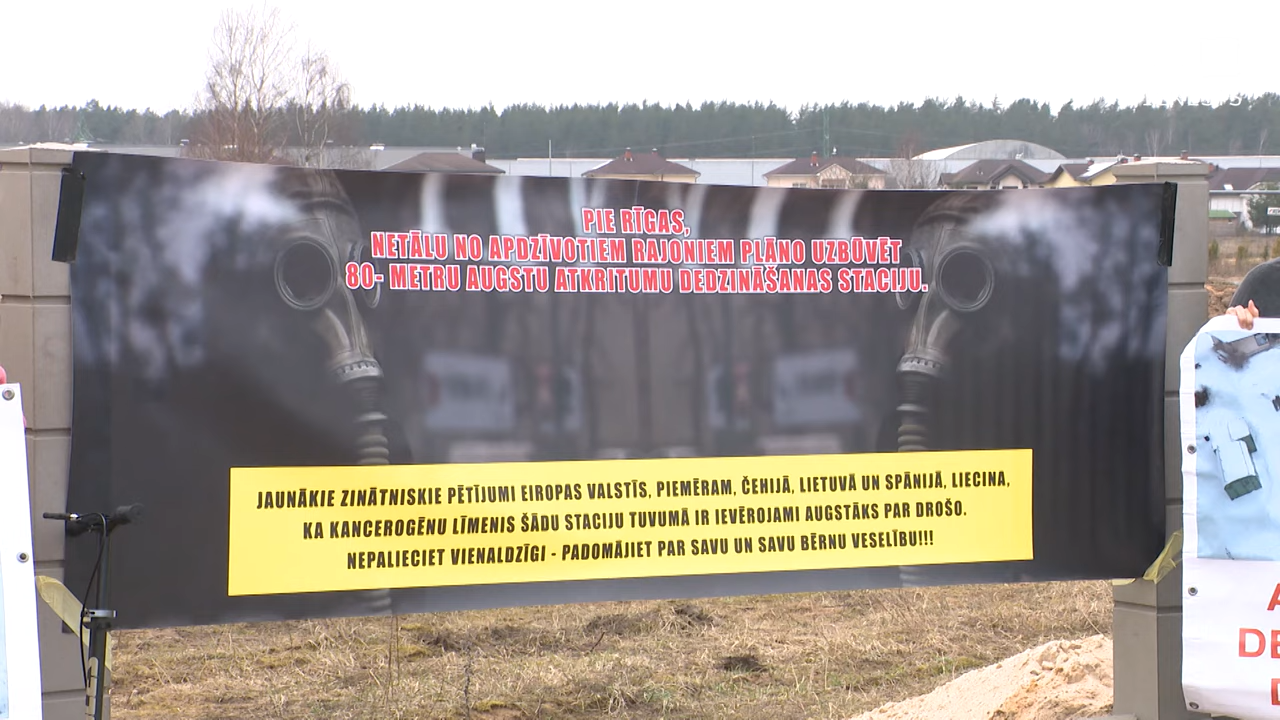 PIE RĪGAS,
NETĀLU NO APDZĪVOTIEM RAJONIEM PLĀNO UZBŪVĒT
80- METRU AUGSTU ATKRITUMU DEDZINĀŠANAS STACIJU.
JAUNĀKIE ZINĀTNISKIE PĒTĪJUMI EIROPAS VALSTĪS, PIEMĒRAM, ČEHIJĀ, LIETUVĀ UN SPĀNIJĀ, LIECINA,
KA KANCEROGĒNU LĪMENIS ŠĀDU STACIJU TUVUMĀ IR IEVĒROJAMI AUGSTĀKS PAR DROŠO.
NEPALIECIET VIENALDZĪGI - PADOMĀJIET PAR SAVU UN SAVU BĒRNU VESELĪBU!!!